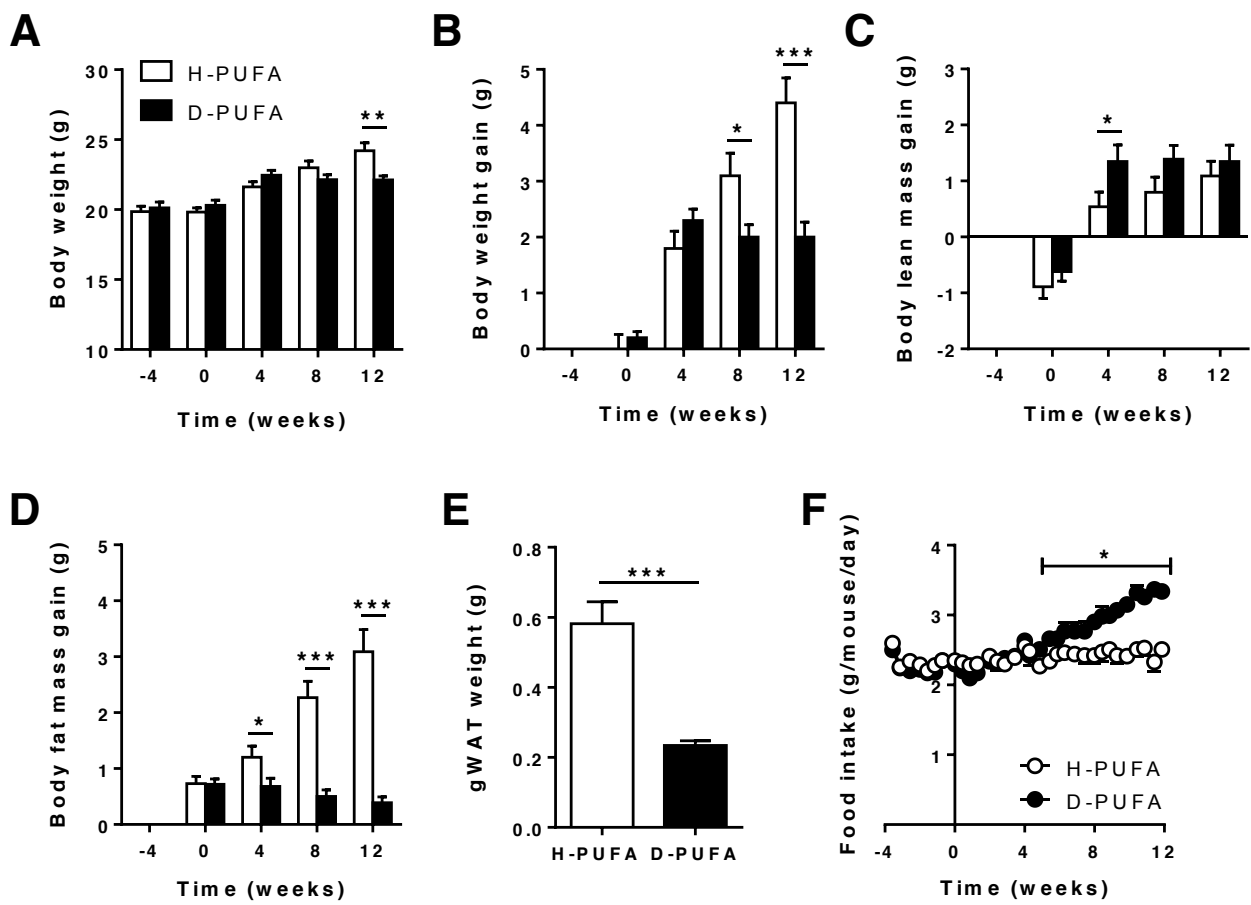 A
Body weight (g)
30
25
20
15
10
H-PUFA
D-PUFA
**
-4 0 4 8 12
Time (weeks)
B
Body weight gain (g)
5
4
3
2
1
0
*
***
-4 0 4 8 12
Time (weeks)
C
Body lean mass gain (g)
3
2
1
0
-1
-2
*
-4 0 4 8 12
Time (weeks)
D
Body fat mass gain (g)
5
4
3
2
1
0
*
***
***
-4 0 4 8 12
Time (weeks)
E
gWAT weight (g)
0.8
0.6
0.4
0.2
0.0
***
H-PUFA D-PUFA
F
Food intake (g/mouse/day)
4
3
2
1
*
H-PUFA
D-PUFA
-4 0 4 8 12
Time (weeks)